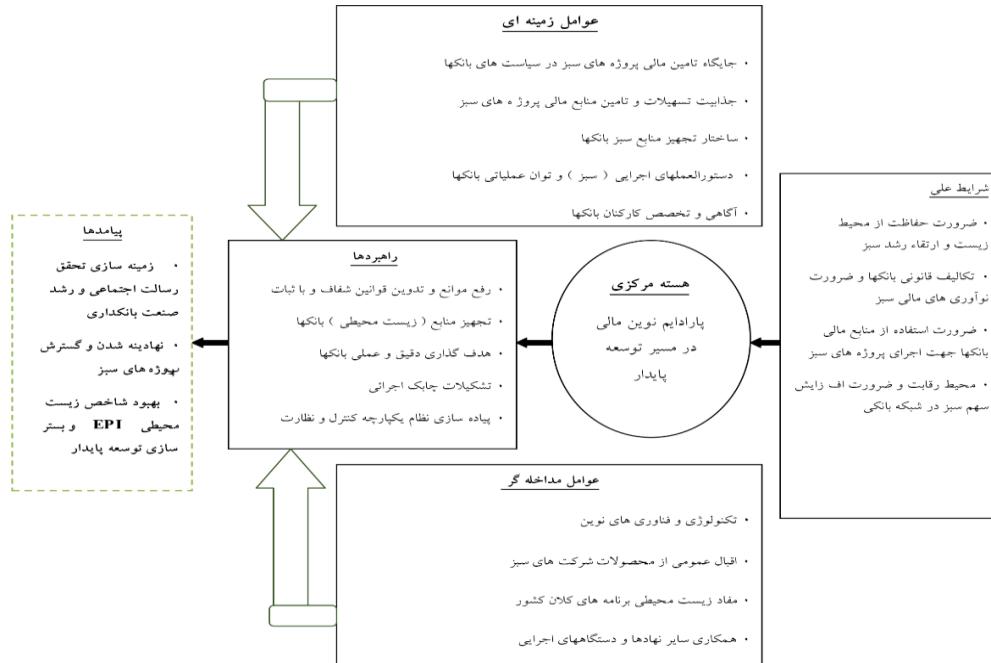 عوامل زمینه ای
· جایگاه تامین مالی پروژه های سبز در سیاست های بانکها
· جذابیت تسهیلات و تامین منابع مالی پروژ ه های سبز
· ساختار تجهیز منابع سبز بانکها
· دستورالعملهای اجرایی ( سبز ) و توان عملیاتی بانکها
· آگاهی و تخصص کارکنان بانکها
شرایط علی
· ضرورت حفاظت از محیط
زیست و ارتقاء رشد سبز
· تکالیف قانونی بانکها و ضرورت
نوآوری های مالی سبز
· ضرورت استفاده از منابع مالی
بانکها جهت اجرای پروژه های سبز
· محیط رقابت و ضرورت اف زایش
سهم سبز در شبکه بانکی
هسته مرکزی
پارادایم نوین مالی
در مسیر توسعه
پایدار
راهبردها
· رفع موانع و تدوین قوانین شفاف و با ثبات
· تجهیز منابع ( زیست محیطی ) بانکها
· هدف گذاری دقیق و عملی بانکها
· تشکیلات چابک اجرائی
· پیاده سازی نظام یکپارچه کنترل و نظارت
پیامدها
· زمینه سازی تحقق
رسالت اجتماعی و رشد
صنعت بانکداری
· نهادینه شدن و گسترش
های سبز
· بهبود شاخص زیست
محیطی EPI و بستر
سازی توسعه پایدار
عوامل مداخله گر
· تکنولوژی و فناوری های نوین
· اقبال عمومی از محصولات شرکت های سبز
· مفاد زیست محیطی برنامه های کلان کشور
· همکاری سایر نهادها و دستگاههای اجرایی